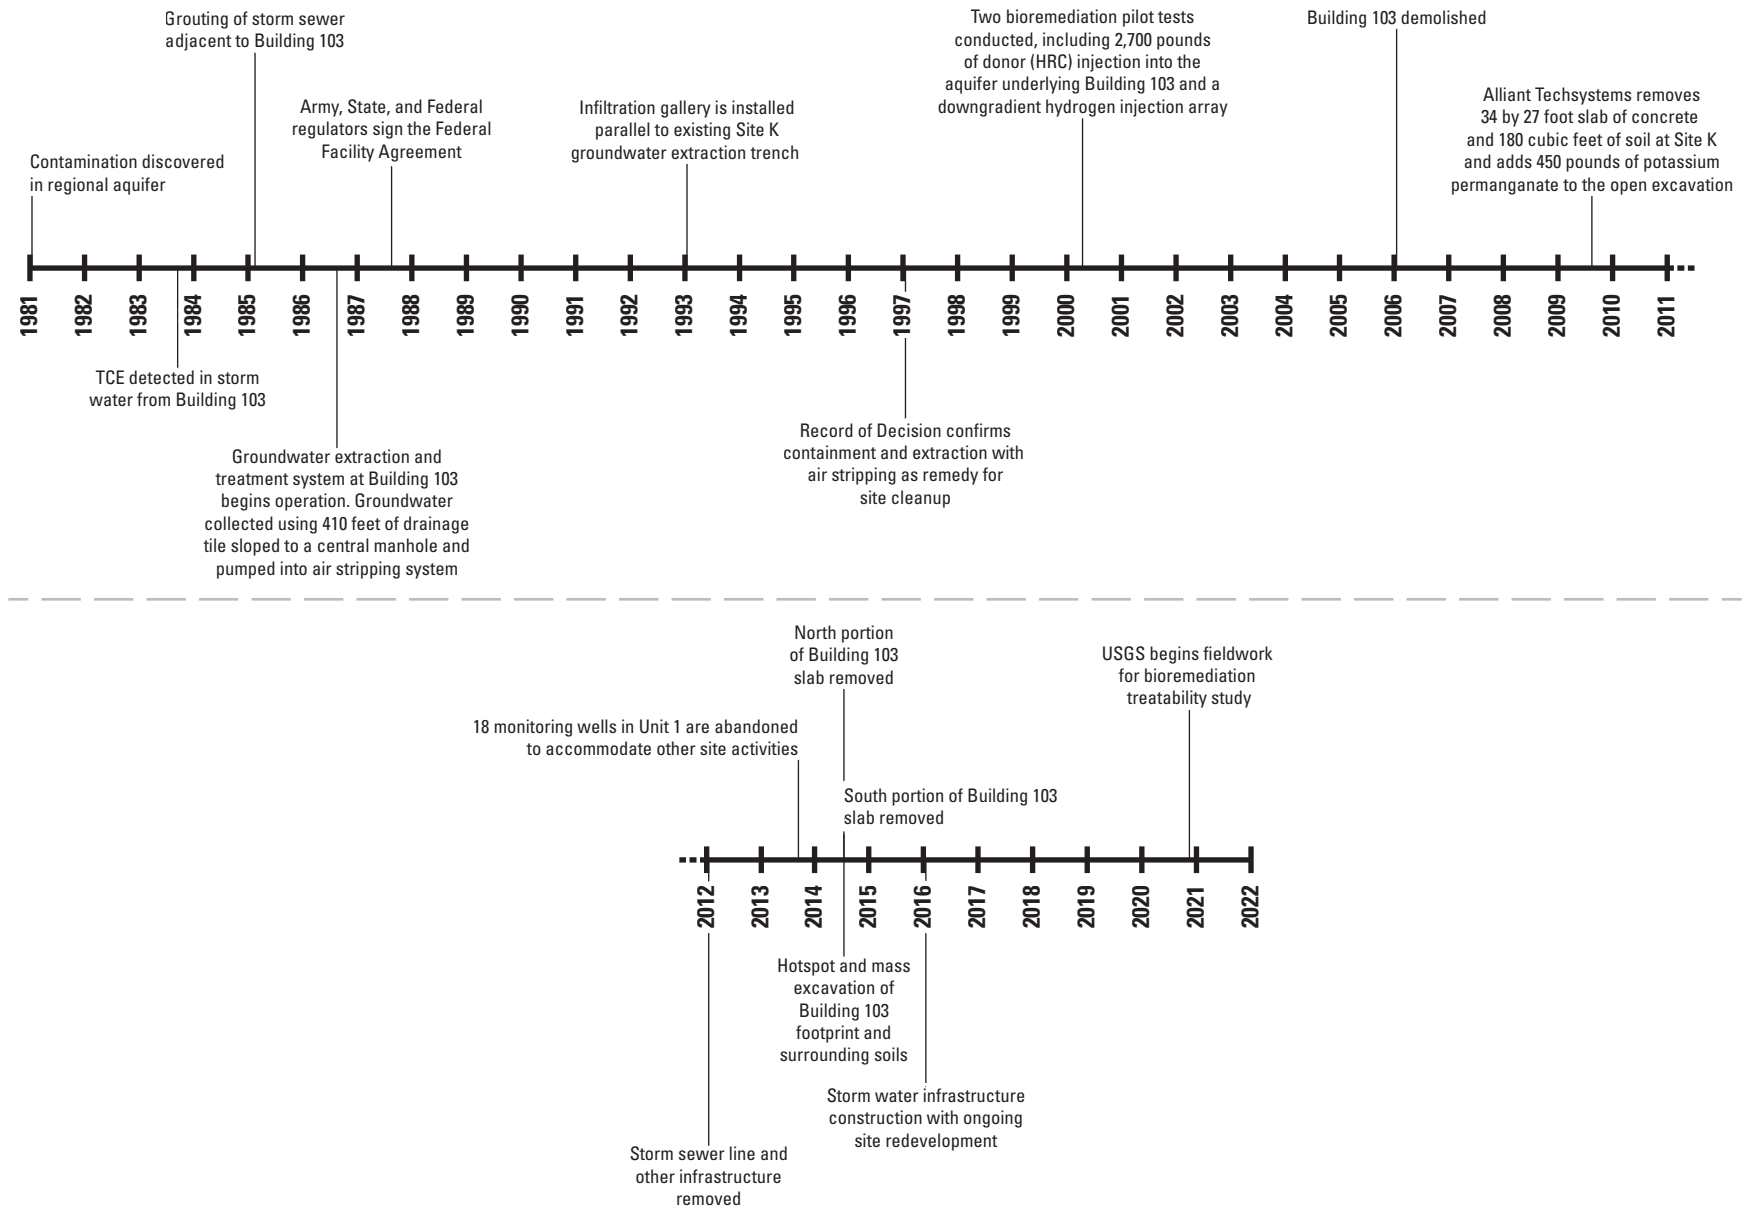 Grouting of storm sewer
adjacent to Building 103
Two bioremediation pilot tests
conducted, including 2,700 pounds
of donor (HRC) injection into the
aquifer underlying Building 103 and a
downgradient hydrogen injection array
Building 103 demolished
Army, State, and Federal
regulators sign the Federal
Facility Agreement
Infiltration gallery is installed
parallel to existing Site K
groundwater extraction trench
Alliant Techsystems removes
34 by 27 foot slab of concrete
and 180 cubic feet of soil at Site K
and adds 450 pounds of potassium
permanganate to the open excavation
Contamination discovered
in regional aquifer
1981
1982
1983
1984
1985
1986
1987
1988
1989
1990
1991
1992
1993
1994
1995
1996
1997
1998
1999
2000
2001
2002
2003
2004
2005
2006
2007
2008
2009
2010
2011
TCE detected in storm
water from Building 103
Record of Decision confirms
containment and extraction with
air stripping as remedy for
site cleanup
Groundwater extraction and
treatment system at Building 103
begins operation. Groundwater
collected using 410 feet of drainage
tile sloped to a central manhole and
pumped into air stripping system
North portion
of Building 103
slab removed
USGS begins fieldwork
for bioremediation
treatability study
18 monitoring wells in Unit 1 are abandoned
to accommodate other site activities
South portion of Building 103
slab removed
2012
2013
2014
2015
2016
2017
2018
2019
2020
2021
2022
Hotspot and mass
excavation of
Building 103
footprint and
surrounding soils
Storm water infrastructure
construction with ongoing
site redevelopment
Storm sewer line and
other infrastructure
removed